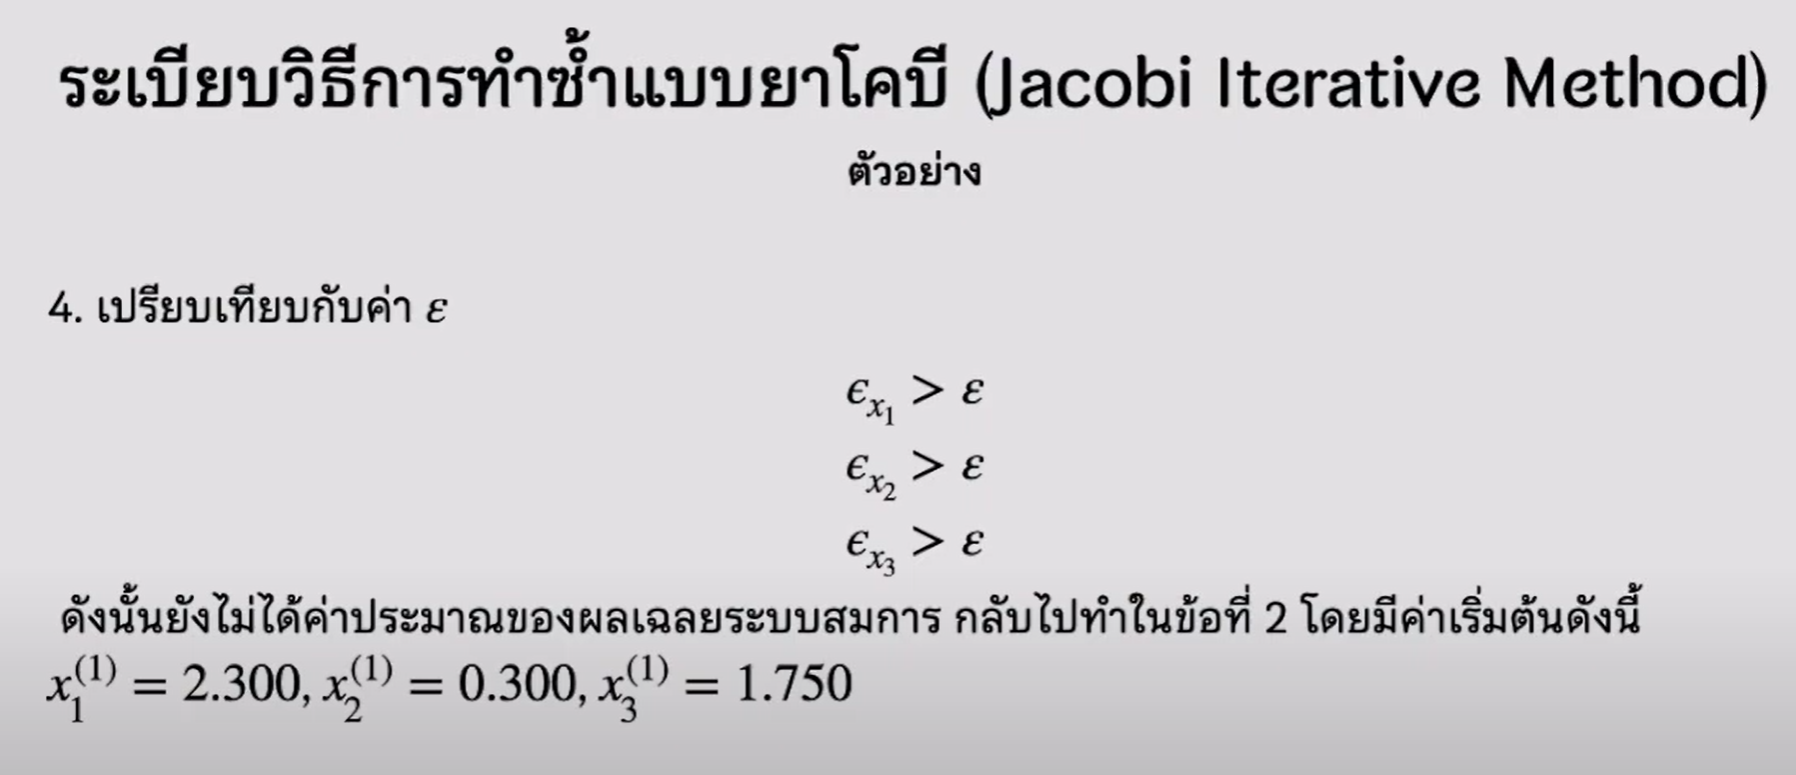 ระเบียบวิธีการทำซ้ำแบบยาโคบี (Jacobi Iterative Method)
ตัวอย่าง
4. เปรียบเทียบกับค่า ε
ϵ_{x_1} > ε
ϵ_{x_2} > ε
ϵ_{x_3} > ε
ดังนั้นยังไม่ได้ค่าประมาณของผลเฉลยระบบสมการ กลับไปทำในข้อที่ 2 โดยมีค่าเริ่มต้นดังนี้
x_1^{(1)} = 2.300, x_2^{(1)} = 0.300, x_3^{(1)} = 1.750